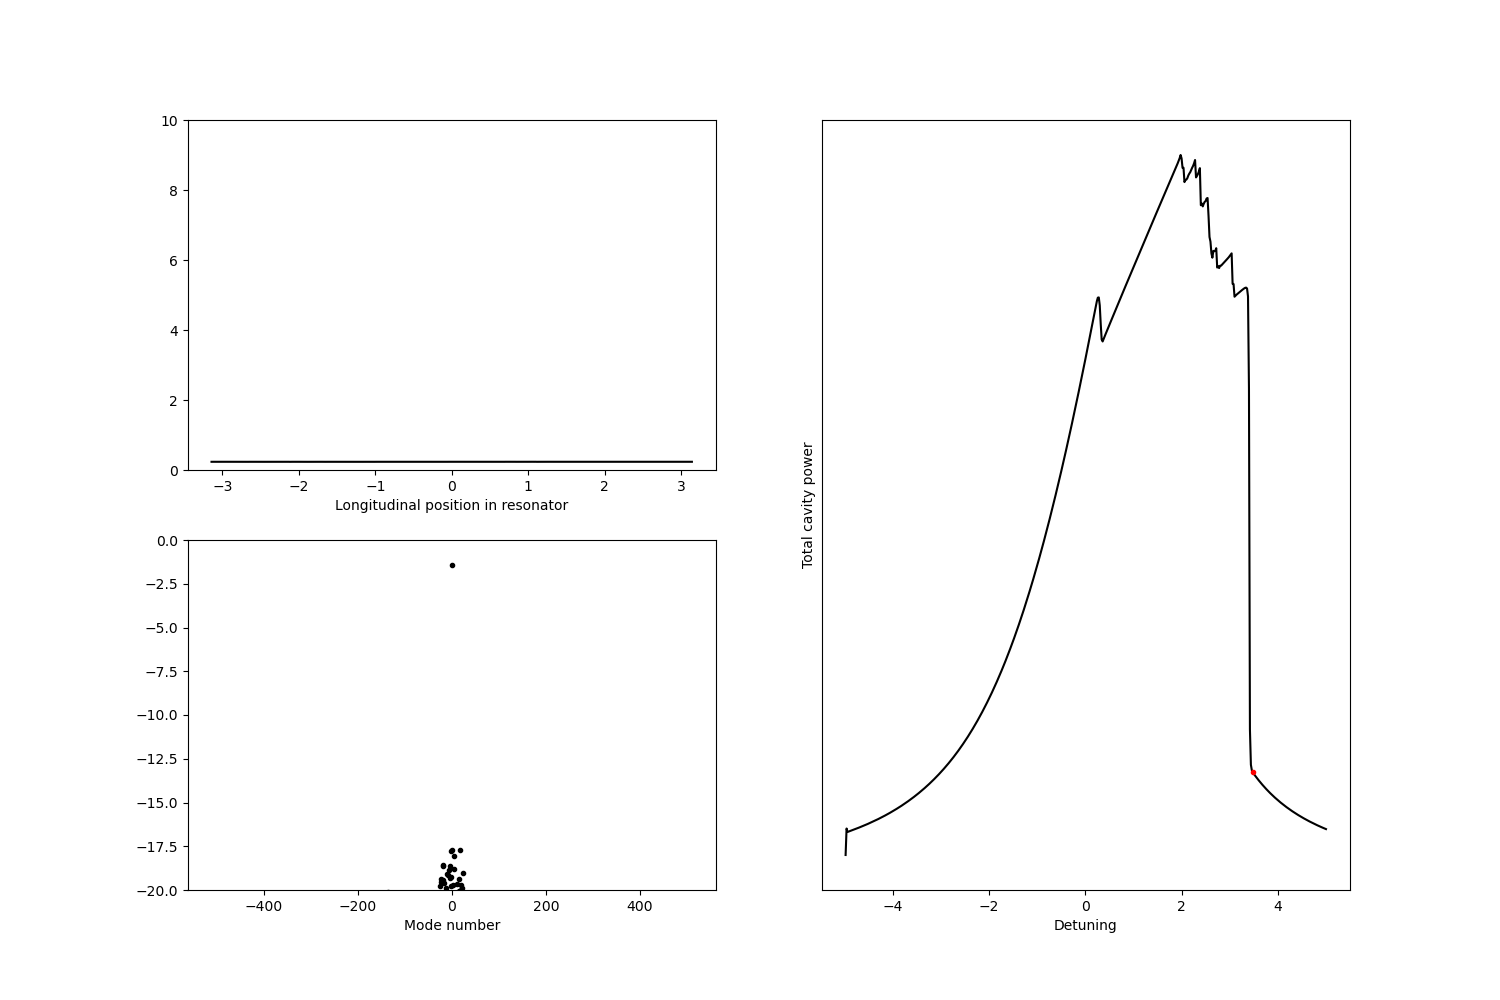 10
8
6
4
2
0
−3 −2 −1 0 1 2 3
Longitudinal position in resonator
0.0
−2.5
−5.0
−7.5
−10.0
−12.5
−15.0
−17.5
−20.0
−400 −200 0 200 400
Mode number
Total cavity power
−4 −2 0 2 4
Detuning